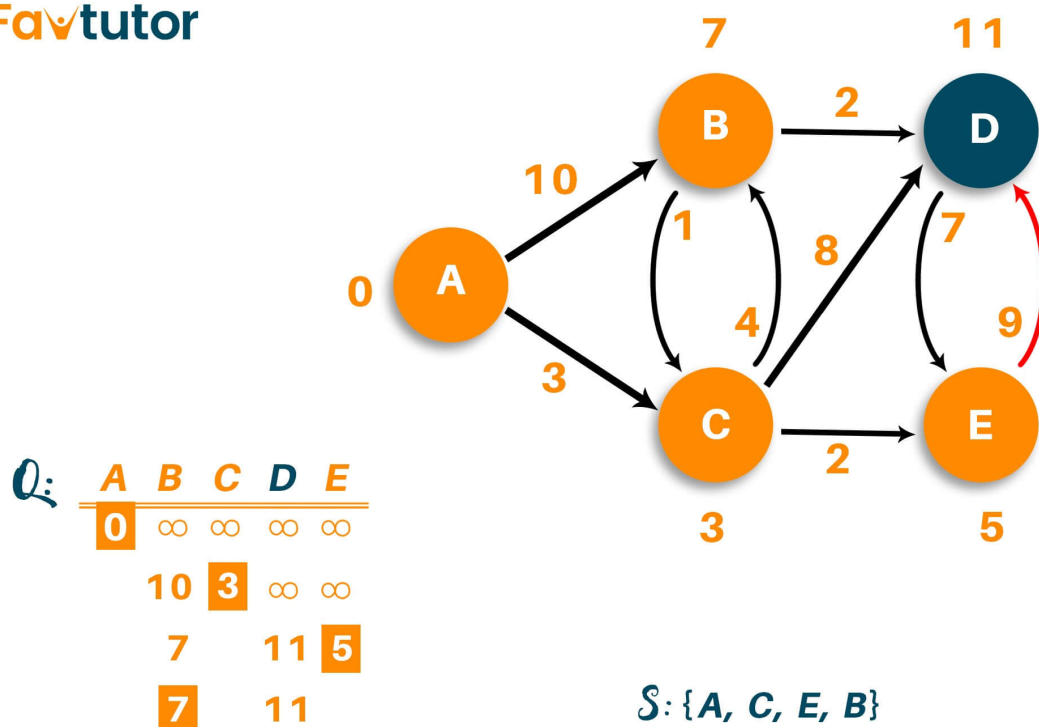 Favtutor
7 11
B 2 D
10
A 1 8 7
0
4 9
3
C 2 E
3 5
Q: A B C D E
0 ∞ ∞ ∞ ∞
10 3 ∞ ∞
7 11 5
7 11
S: {A, C, E, B}